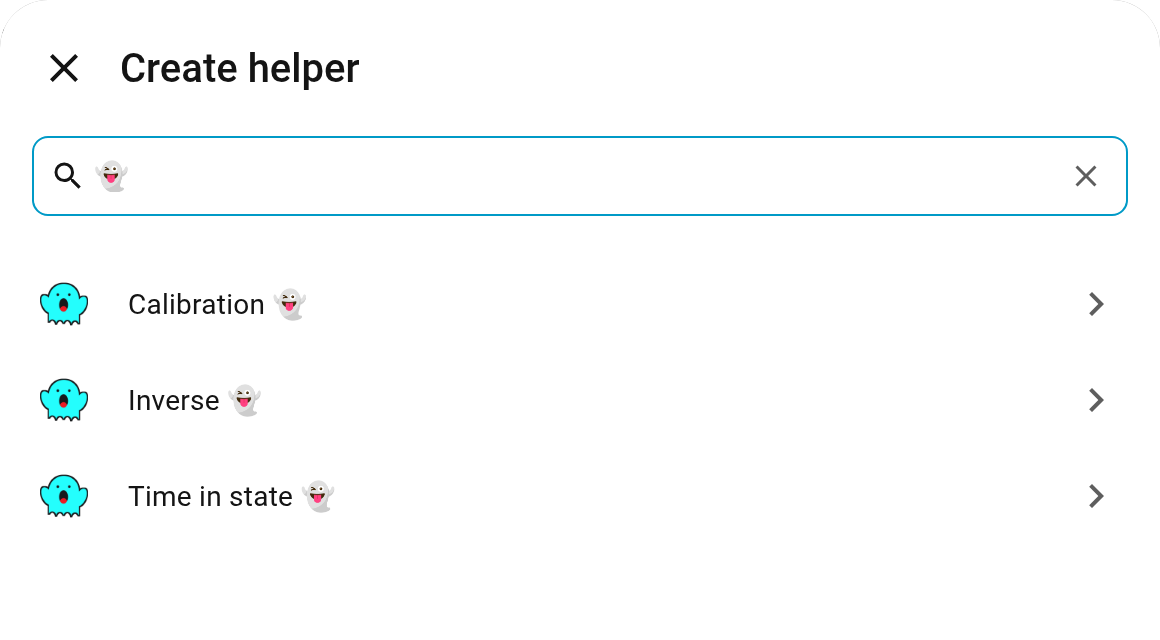 Create helper
👻
Calibration 👻
Inverse 👻
Time in state 👻